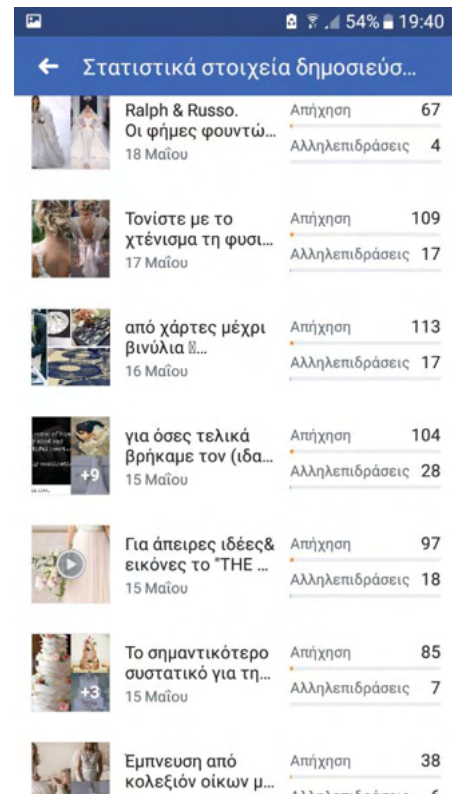 54% 19:40
Στατιστικά στοιχεία δημοσιεύσ...
Ralph & Russo.
Οι φήμες φουντώ...
18 Μαΐου
Απήχηση 67
Αλληλεπιδράσεις 4
Τονίστε με το
χτένισμα τη φυσι...
17 Μαΐου
Απήχηση 109
Αλληλεπιδράσεις 17
από χάρτες μέχρι
βινύλια ...
16 Μαΐου
Απήχηση 113
Αλληλεπιδράσεις 17
+9
για όσες τελικά
βρήκαμε τον (ιδα...
15 Μαΐου
Απήχηση 104
Αλληλεπιδράσεις 28
Για άπειρες ιδέες&
εικόνες το "THE ...
15 Μαΐου
Απήχηση 97
Αλληλεπιδράσεις 18
+3
Το σημαντικότερο
συστατικό για τη...
15 Μαΐου
Απήχηση 85
Αλληλεπιδράσεις 7
Έμπνευση από
κολεξιόν οίκων μ...
Απήχηση 38